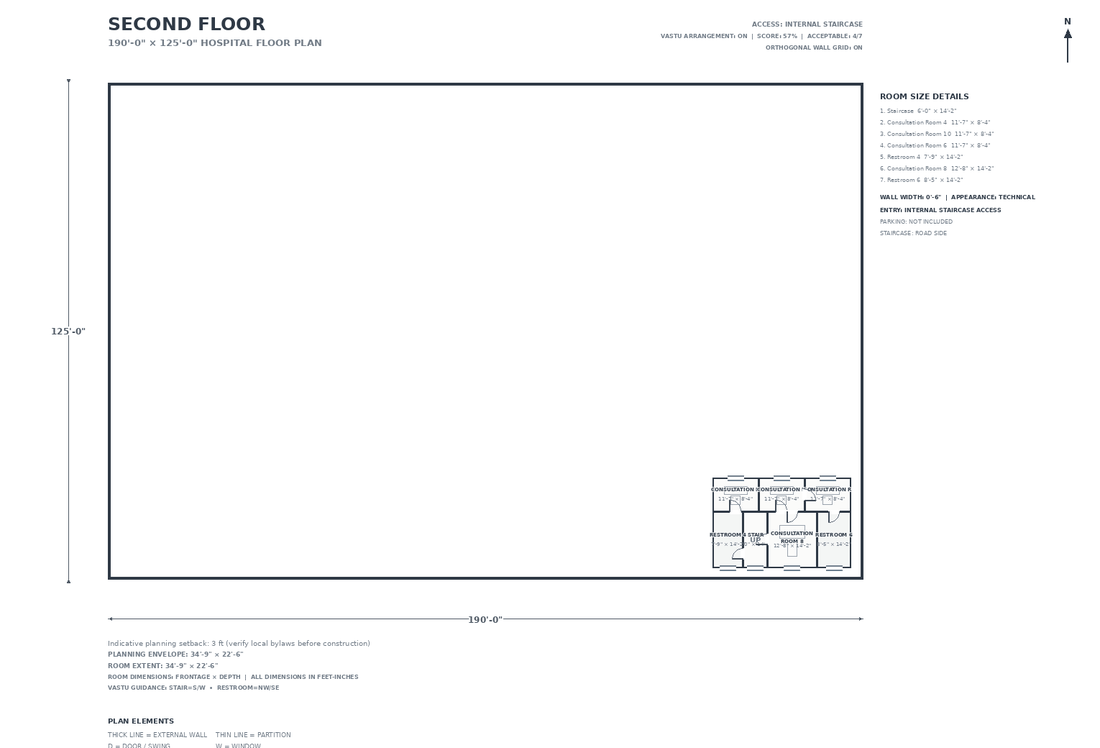 SECOND FLOOR
190'-0" × 125'-0" HOSPITAL FLOOR PLAN
ACCESS: INTERNAL STAIRCASE
VASTU ARRANGEMENT: ON | SCORE: 57% | ACCEPTABLE: 4/7
ORTHOGONAL WALL GRID: ON
N
ROOM SIZE DETAILS
1. Staircase 6'-0" × 14'-2"
2. Consultation Room 4 11'-7" × 8'-4"
3. Consultation Room 10 11'-7" × 8'-4"
4. Consultation Room 6 11'-7" × 8'-4"
5. Restroom 4 7'-9" × 14'-2"
6. Consultation Room 8 12'-8" × 14'-2"
7. Restroom 6 8'-5" × 14'-2"
WALL WIDTH: 0'-6" | APPEARANCE: TECHNICAL
ENTRY: INTERNAL STAIRCASE ACCESS
PARKING: NOT INCLUDED
STAIRCASE: ROAD SIDE
125'-0"
CONSULTATION CONSULTATION CONSULTATION
RESTROOM STAIR CONSULTATION RESTROOM
UP ROOM 8
12'-8" × 14'-2"
190'-0"
Indicative planning setback: 3 ft (verify local bylaws before construction)
PLANNING ENVELOPE: 34'-9" × 22'-6"
ROOM EXTENT: 34'-9" × 22'-6"
ROOM DIMENSIONS: FRONTAGE × DEPTH | ALL DIMENSIONS IN FEET-INCHES
VASTU GUIDANCE: STAIR=S/W • RESTROOM=NW/SE
PLAN ELEMENTS
THICK LINE = EXTERNAL WALL THIN LINE = PARTITION
D = DOOR / SWING W = WINDOW